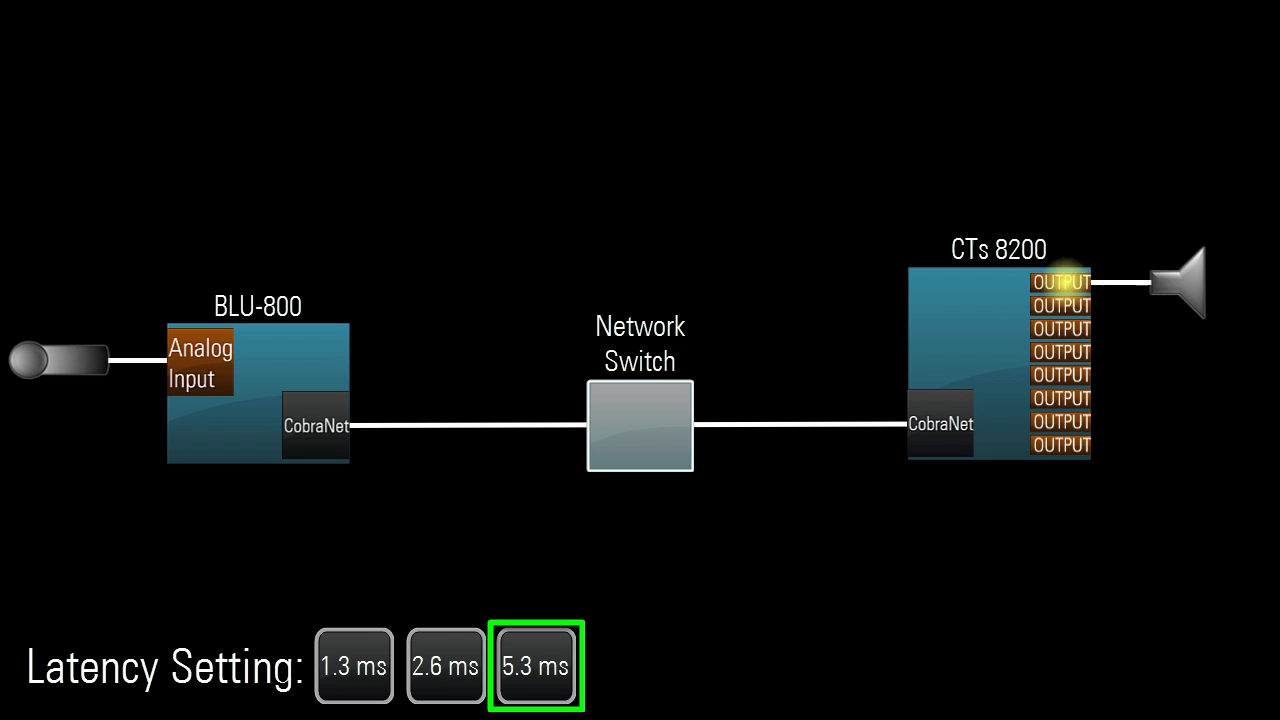 CTs 8200
OUTPUT
OUTPUT
OUTPUT
OUTPUT
OUTPUT
OUTPUT
OUTPUT
OUTPUT
CobraNet
BLU-800
Analog
Input
CobraNet
Network
Switch
Latency Setting: 1.3 ms 2.6 ms 5.3 ms